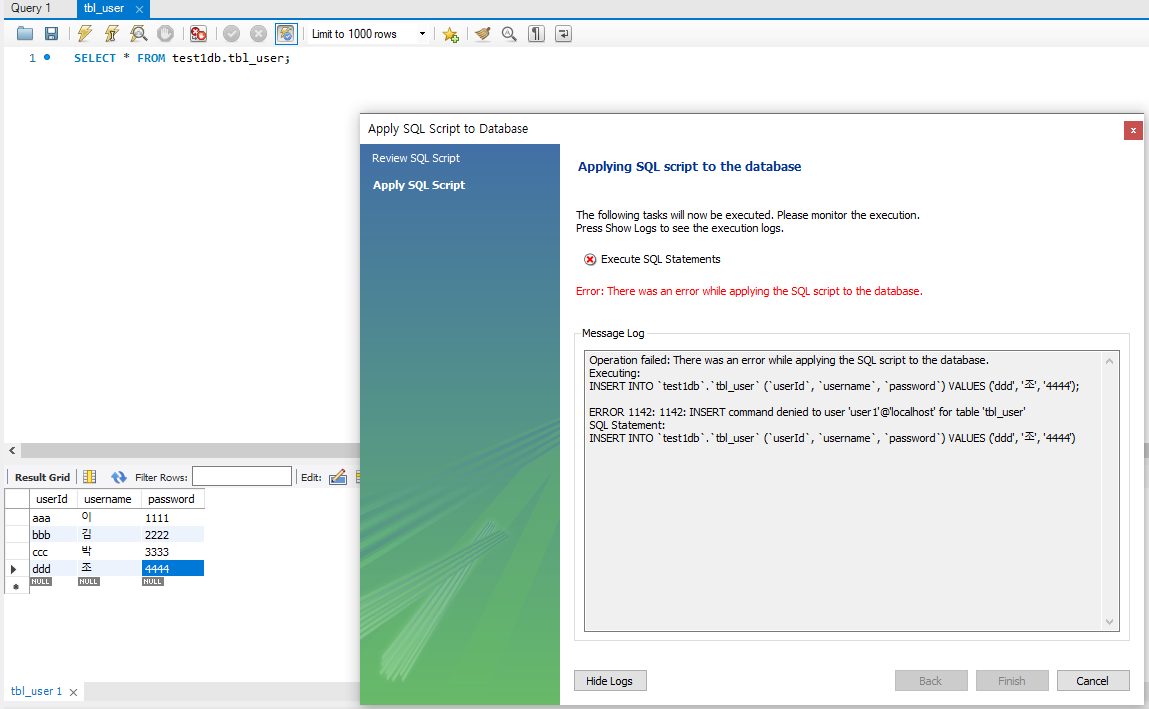 Query 1
tbl_user
Limit to 1000 rows
1
SELECT * FROM test1db.tbl_user;
Apply SQL Script to Database
Review SQL Script
Apply SQL Script
Applying SQL script to the database
The following tasks will now be executed. Please monitor the execution.
Press Show Logs to see the execution logs.
Execute SQL Statements
Error: There was an error while applying the SQL script to the database.
Message Log
Operation failed: There was an error while applying the SQL script to the database.
Executing:
INSERT INTO `test1db`.`tbl_user` (`userId`, `username`, `password`) VALUES ('ddd', '조', '4444');
ERROR 1142: 1142: INSERT command denied to user 'user1'@'localhost' for table 'tbl_user'
SQL Statement:
INSERT INTO `test1db`.`tbl_user` (`userId`, `username`, `password`) VALUES ('ddd', '조', '4444')
Hide Logs
Back
Finish
Cancel
Result Grid
Filter Rows:
Edit:
userId username password
aaa 이 1111
bbb 김 2222
ccc 박 3333
ddd 조 4444
NULL NULL NULL
tbl_user 1